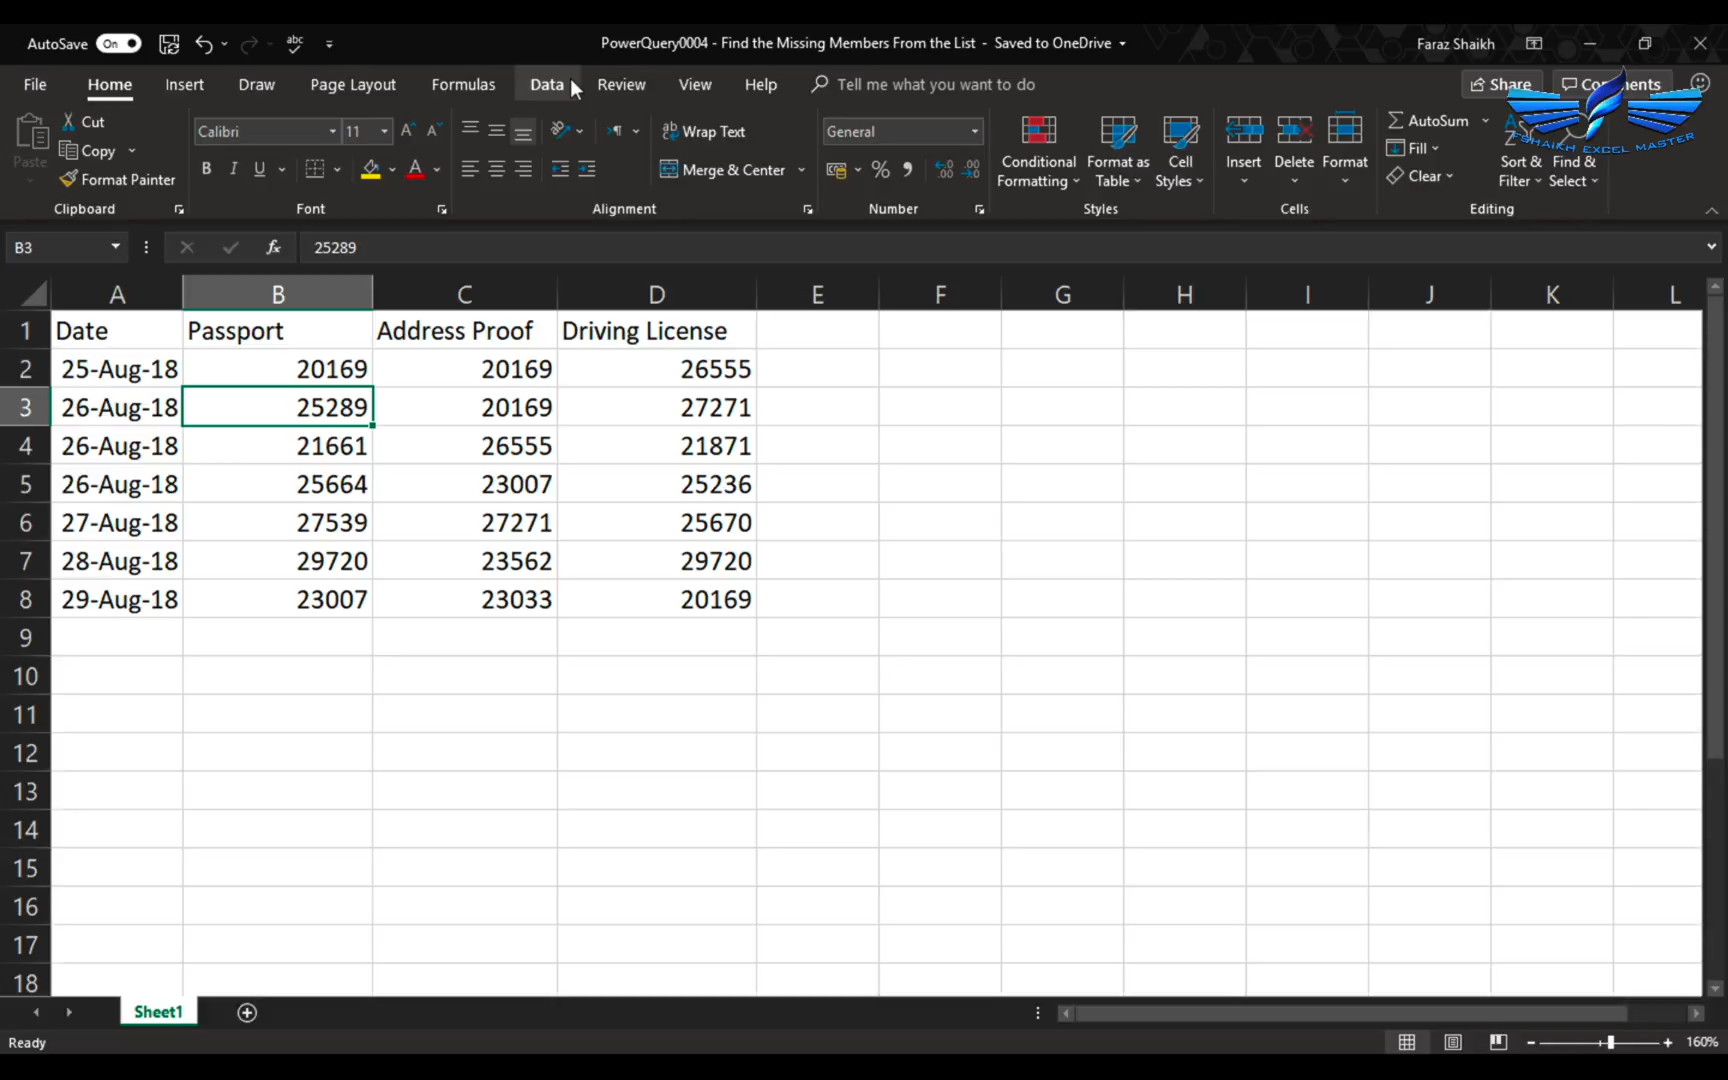 AutoSave On abc PowerQuery0004 - Find the Missing Members From the List - Saved to OneDrive Faraz Shaikh
File Home Insert Draw Page Layout Formulas Data Review View Help Tell me what you want to do Share Comments
Paste Cut Copy Format Painter Clipboard
Calibri 11 A A B I U A Font
ab Wrap Text Merge & Center Alignment
General % , .00 .00 Number
Conditional Formatting Format as Table Cell Styles Styles
Insert Delete Format Cells
AutoSum Fill Clear Sort & Filter Find & Select Editing
FSHAIKH EXCEL MASTER
B3 fx 25289
A B C D E F G H I J K L
1 Date Passport Address Proof Driving License
2 25-Aug-18 20169 20169 26555
3 26-Aug-18 25289 20169 27271
4 26-Aug-18 21661 26555 21871
5 26-Aug-18 25664 23007 25236
6 27-Aug-18 27539 27271 25670
7 28-Aug-18 29720 23562 29720
8 29-Aug-18 23007 23033 20169
9
10
11
12
13
14
15
16
17
18
Sheet1
Ready 160%